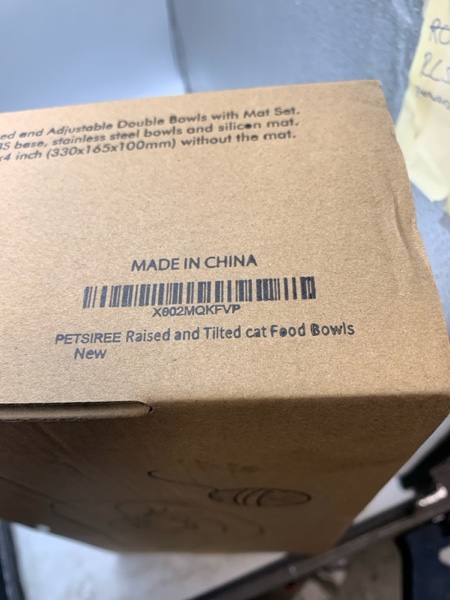 ed and Adjustable Double Bowls with Mat Set.
BS base, stainless steel bowls and silicon mat.
x4 inch (330x165x100mm) without the mat.
MADE IN CHINA
X002MQKFVP
PETSIREE Raised and Tilted cat Food Bowls
New